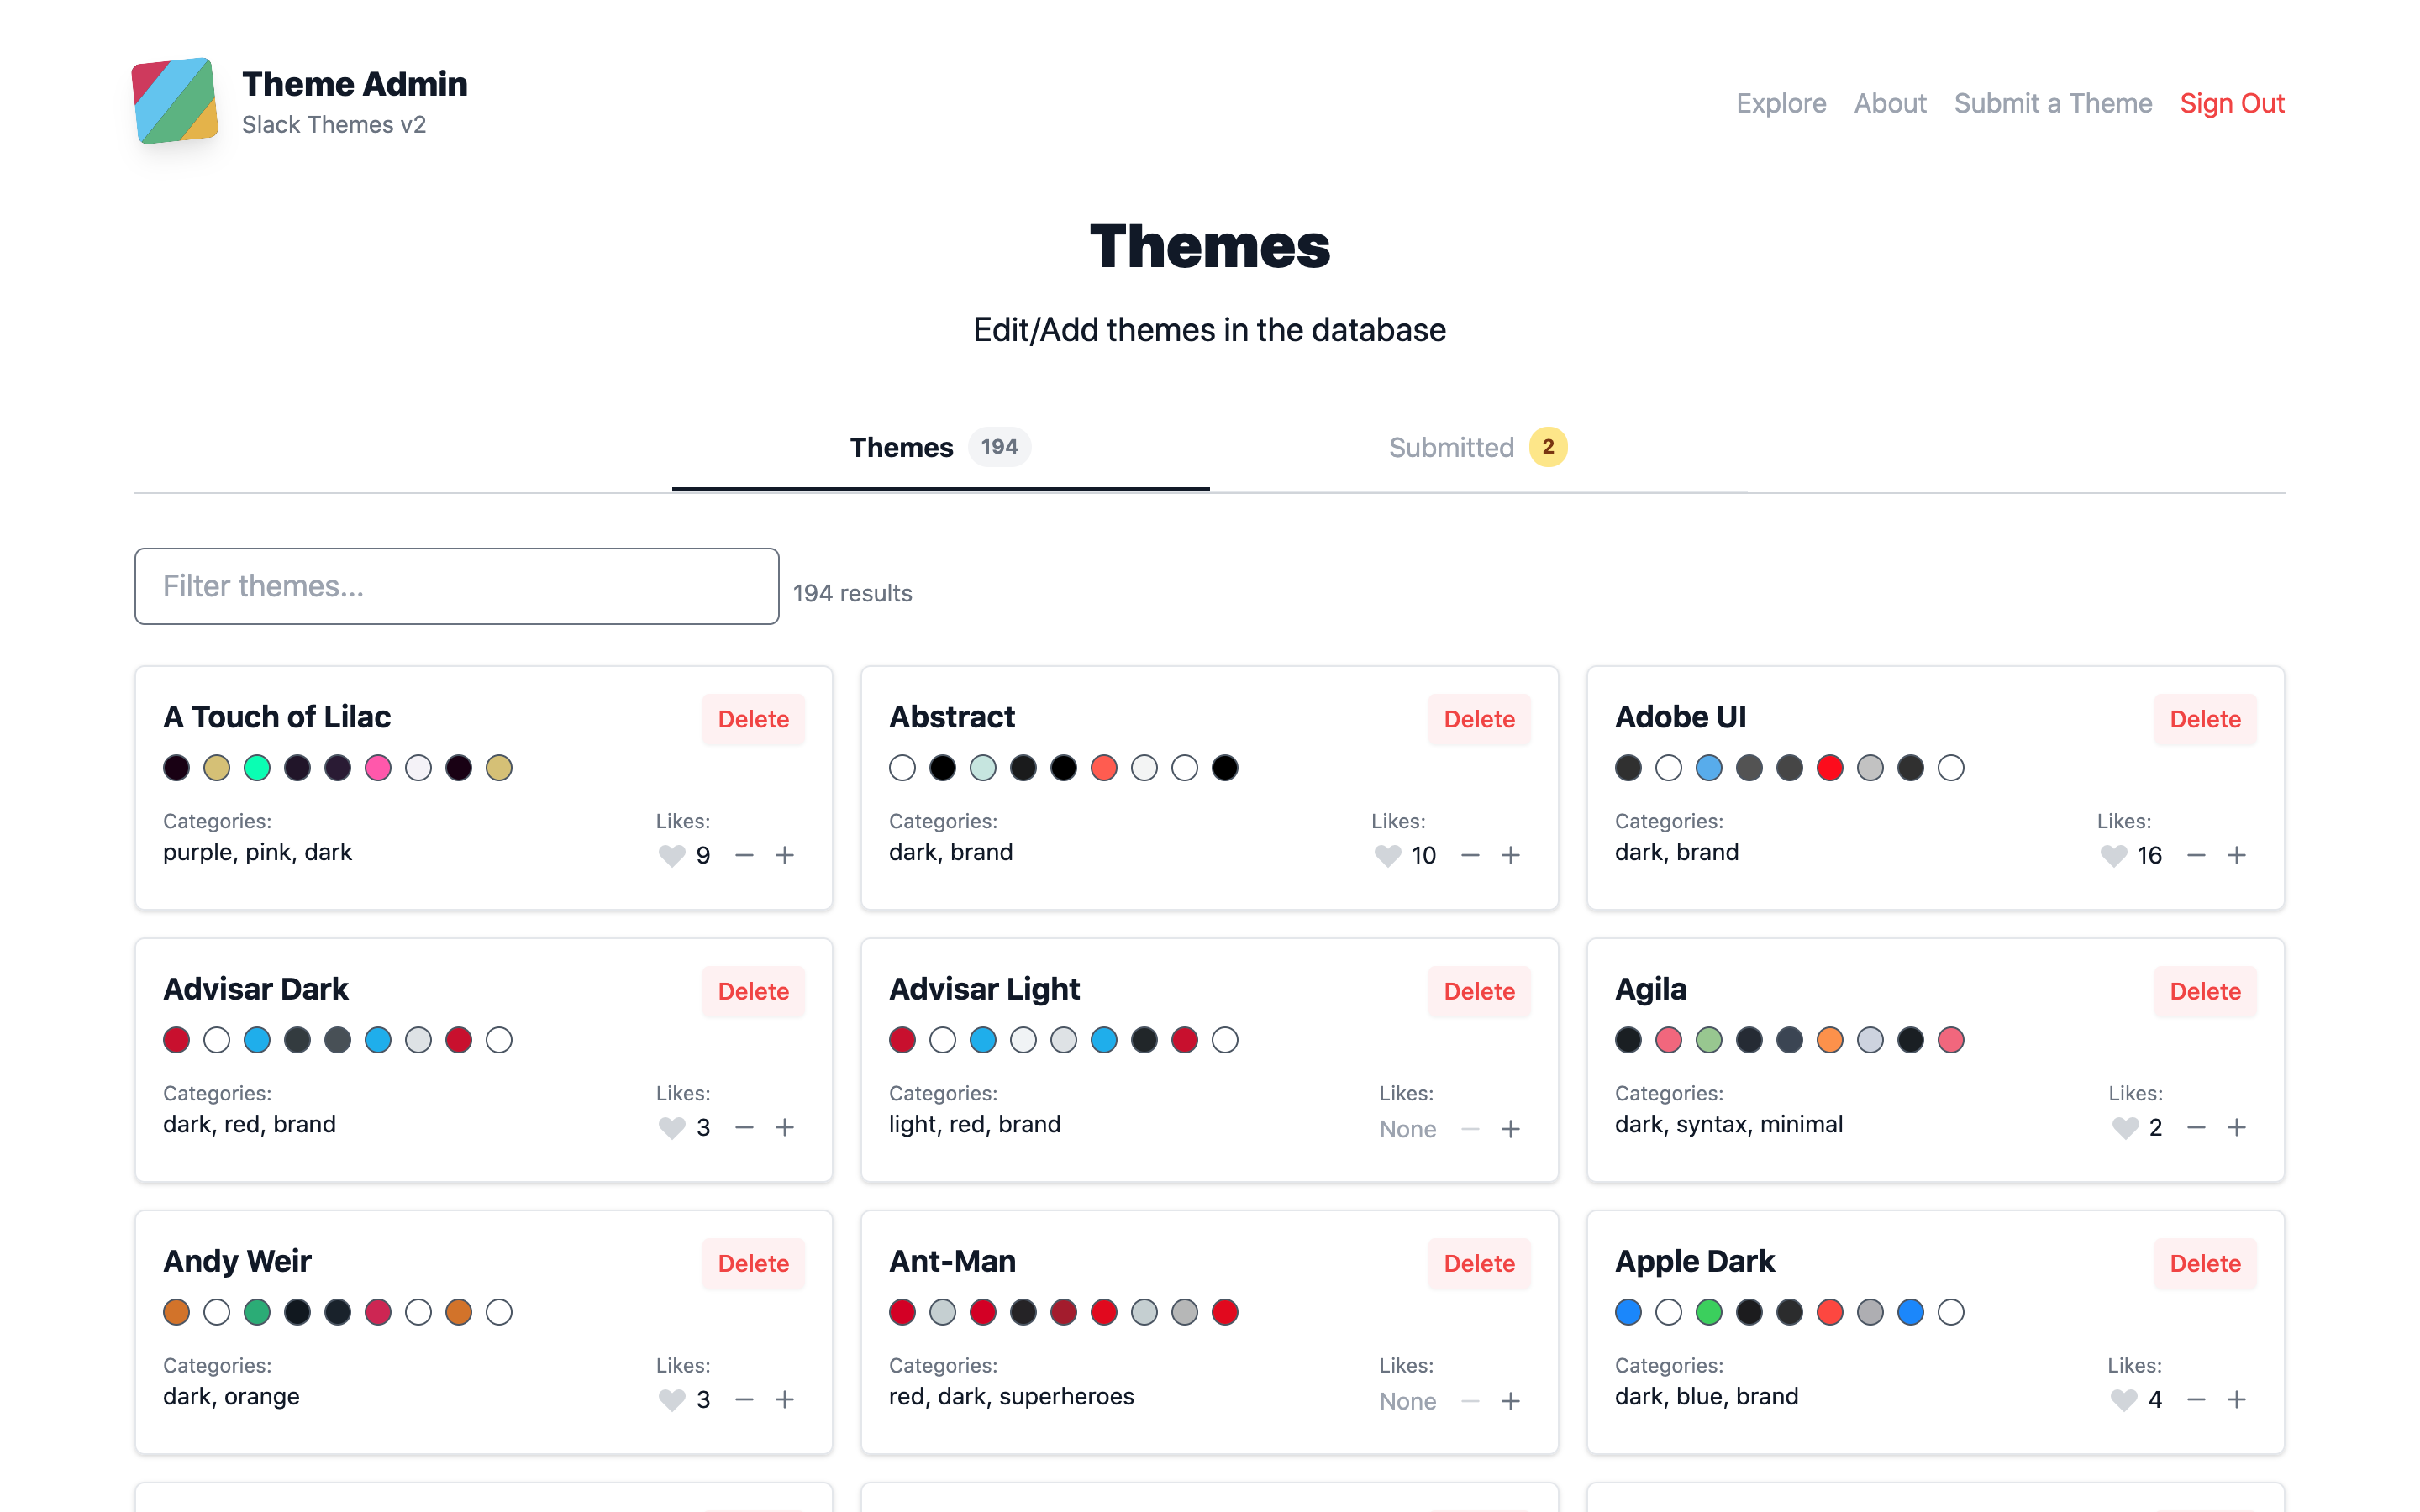 Theme Admin
Slack Themes v2
Explore About Submit a Theme Sign Out
Themes
Edit/Add themes in the database
Themes 194 Submitted 2
Filter themes...
194 results
A Touch of Lilac
Delete
Categories:
purple, pink, dark
Likes:
9 − +
Abstract
Delete
Categories:
dark, brand
Likes:
10 − +
Adobe UI
Delete
Categories:
dark, brand
Likes:
16 − +
Advisar Dark
Delete
Categories:
dark, red, brand
Likes:
3 − +
Advisar Light
Delete
Categories:
light, red, brand
Likes:
None − +
Agila
Delete
Categories:
dark, syntax, minimal
Likes:
2 − +
Andy Weir
Delete
Categories:
dark, orange
Likes:
3 − +
Ant-Man
Delete
Categories:
red, dark, superheroes
Likes:
None − +
Apple Dark
Delete
Categories:
dark, blue, brand
Likes:
4 − +